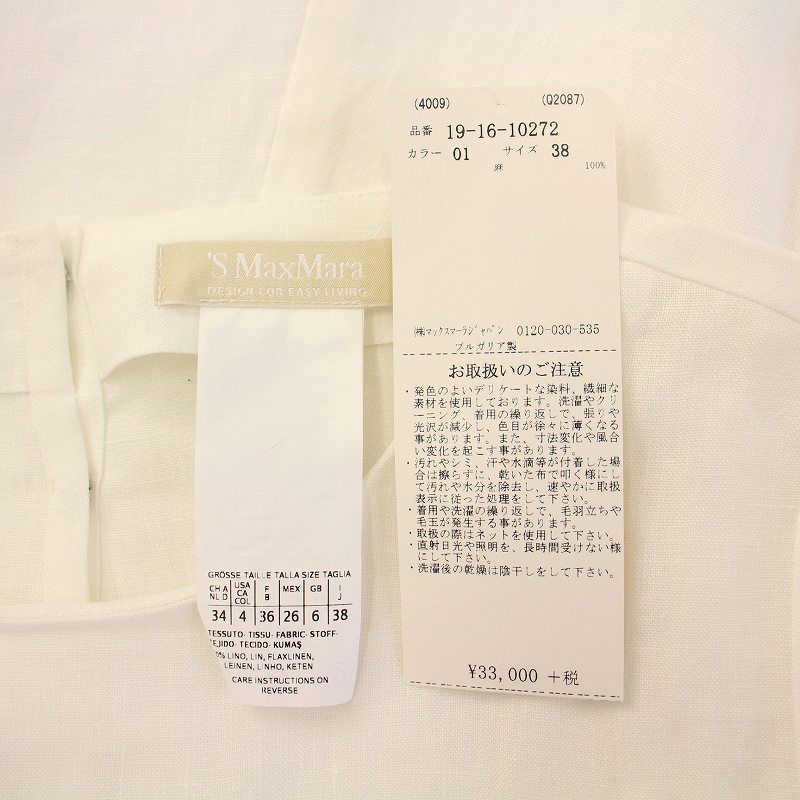 'S MaxMara
DESIGN FOR EASY LIVING
GRÖSSE TAILLE TALLA SIZE TAGLIA
CH A NL D
USA CA COL
F B
MEX
GB
I J
34 4 36 26 6 38
TESSUTO- TISSU- FABRIC- STOFF-
TEJIDO- TECIDO- KUMAŞ
% LINO, LIN, FLAXLINEN,
LEINEN, LINHO, KETEN
CARE INSTRUCTIONS ON
REVERSE
(4009) (Q2087)
品番 19-16-10272
カラー 01 サイズ 38
麻 100%
㈱マックスマーラジャパン 0120-030-535
ブルガリア製
お取扱いのご注意
・発色のよいデリケートな染料、繊細な
素材を使用しております。洗濯やクリ
ーニング、着用の繰り返しで、張りや
光沢が減少し、色目が徐々に薄くなる
事があります。また、寸法変化や風合
い変化を起こす事があります。
・汚れやシミ、汗や水滴等が付着した場
合は擦らずに、乾いた布で叩く様にし
て汚れや水分を除去し、速やかに取扱
表示に従った処理をして下さい。
・着用や洗濯の繰り返しで、毛羽立ちや
毛玉が発生する事があります。
・取扱の際はネットを使用して下さい。
・直射日光や照明を、長時間受けない様
にして下さい。
・洗濯後の乾燥は陰干しをして下さい。
¥33,000 +税